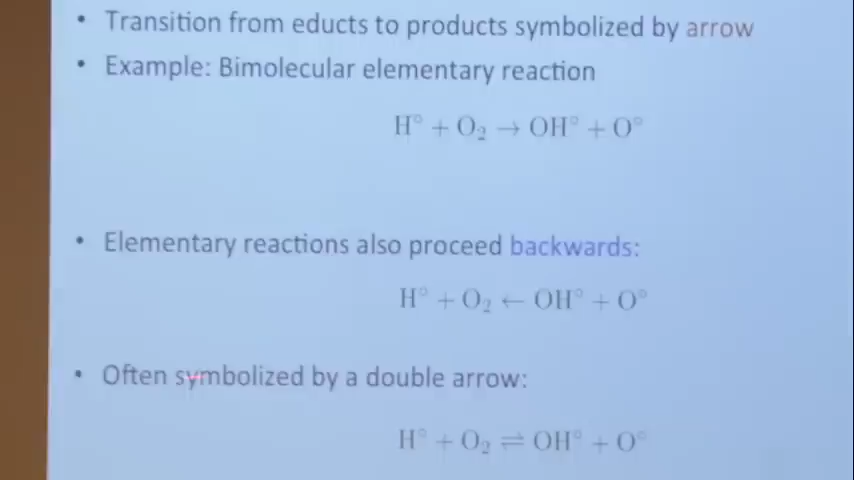 • Transition from educts to products symbolized by arrow
• Example: Bimolecular elementary reaction
H° + O₂ → OH° + O°
• Elementary reactions also proceed backwards:
H° + O₂ ← OH° + O°
• Often symbolized by a double arrow:
H° + O₂ ⇌ OH° + O°